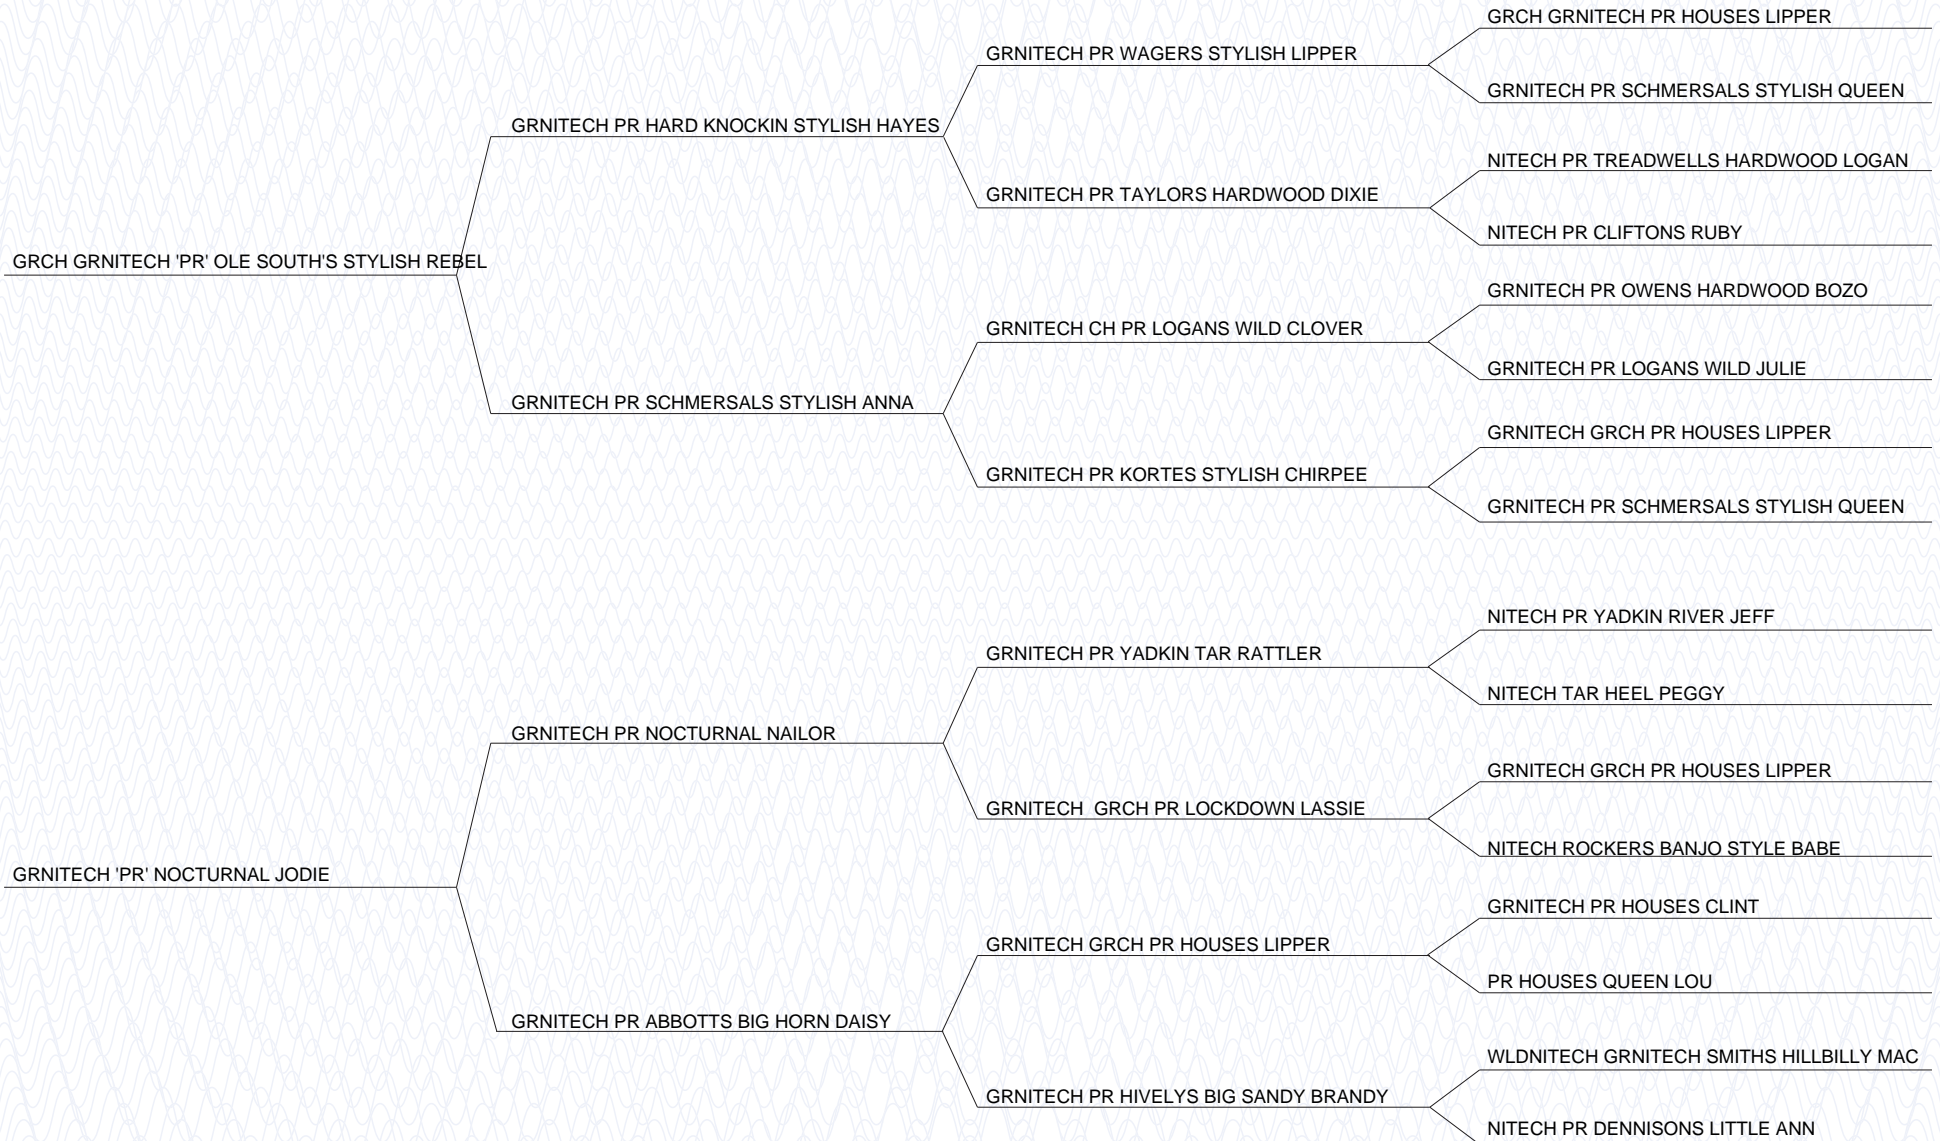 GRCH GRNITECH PR HOUSES LIPPER
GRNITECH PR WAGERS STYLISH LIPPER
GRNITECH PR SCHMERSALS STYLISH QUEEN
GRNITECH PR HARD KNOCKIN STYLISH HAYES
NITECH PR TREADWELLS HARDWOOD LOGAN
GRNITECH PR TAYLORS HARDWOOD DIXIE
NITECH PR CLIFTONS RUBY
GRCH GRNITECH 'PR' OLE SOUTH'S STYLISH REBEL
GRNITECH PR OWENS HARDWOOD BOZO
GRNITECH CH PR LOGANS WILD CLOVER
GRNITECH PR LOGANS WILD JULIE
GRNITECH PR SCHMERSALS STYLISH ANNA
GRNITECH GRCH PR HOUSES LIPPER
GRNITECH PR KORTES STYLISH CHIRPEE
GRNITECH PR SCHMERSALS STYLISH QUEEN
NITECH PR YADKIN RIVER JEFF
GRNITECH PR YADKIN TAR RATTLER
NITECH TAR HEEL PEGGY
GRNITECH PR NOCTURNAL NAILOR
GRNITECH GRCH PR HOUSES LIPPER
GRNITECH  GRCH PR LOCKDOWN LASSIE
NITECH ROCKERS BANJO STYLE BABE
GRNITECH 'PR' NOCTURNAL JODIE
GRNITECH PR HOUSES CLINT
GRNITECH GRCH PR HOUSES LIPPER
PR HOUSES QUEEN LOU
GRNITECH PR ABBOTTS BIG HORN DAISY
WLDNITECH GRNITECH SMITHS HILLBILLY MAC
GRNITECH PR HIVELYS BIG SANDY BRANDY
NITECH PR DENNISONS LITTLE ANN